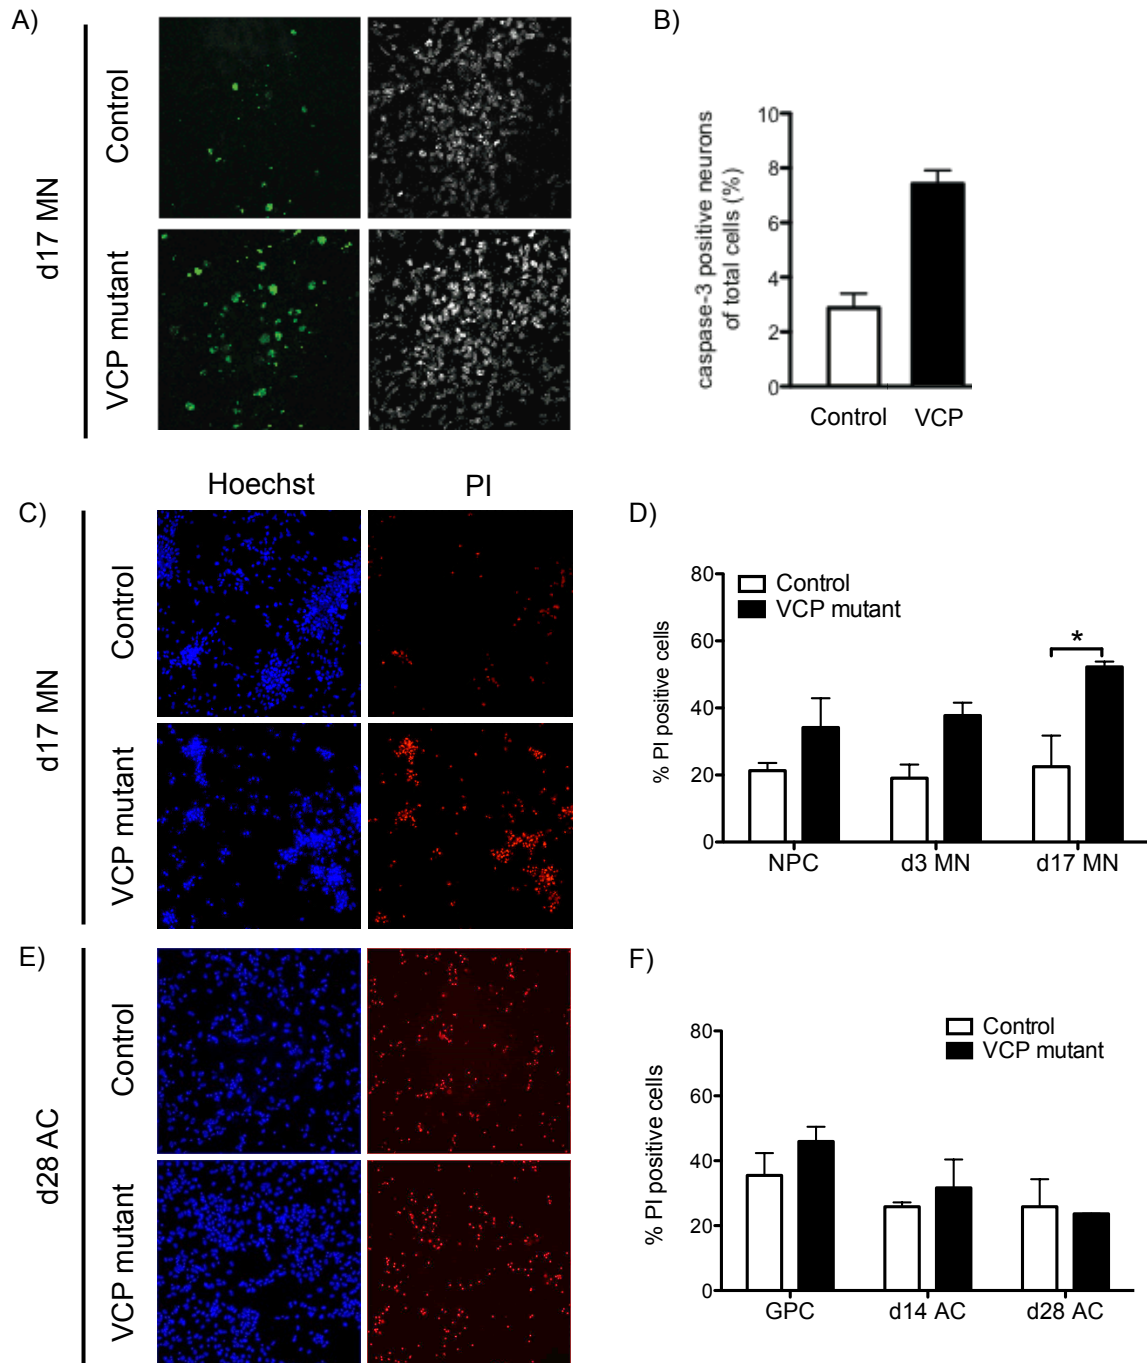 A)
d17 MN
Control
VCP mutant
B)
caspase-3 positive neurons
of total cells (%)
10
8
6
4
2
0
Control
VCP
Hoechst
PI
C)
d17 MN
Control
VCP mutant
D)
% PI positive cells
80
60
40
20
0
Control
VCP mutant
*
NPC
d3 MN
d17 MN
E)
d28 AC
Control
VCP mutant
F)
% PI positive cells
80
60
40
20
0
Control
VCP mutant
GPC
d14 AC
d28 AC